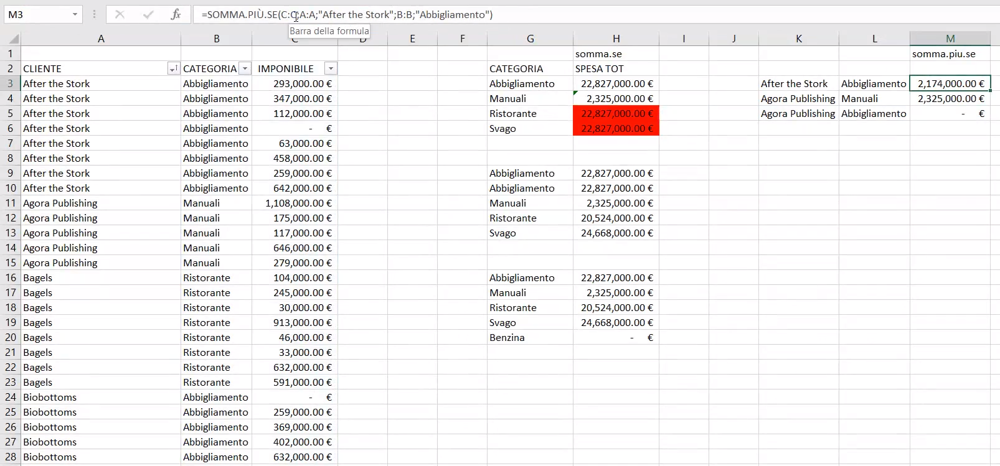 M3 fx =SOMMA.PIÙ.SE(C:C;A:A;"After the Stork";B:B;"Abbigliamento")
Barra della formula
A B C D E F G H I J K L M
1 somma.se somma.piu.se
2 CLIENTE CATEGORIA IMPONIBILE CATEGORIA SPESA TOT
3 After the Stork Abbigliamento 293,000.00 € Abbigliamento 22,827,000.00 € After the Stork Abbigliamento 2,174,000.00 €
4 After the Stork Abbigliamento 347,000.00 € Manuali 2,325,000.00 € Agora Publishing Manuali 2,325,000.00 €
5 After the Stork Abbigliamento 112,000.00 € Ristorante 22,827,000.00 € Agora Publishing Abbigliamento - €
6 After the Stork Abbigliamento - € Svago 22,827,000.00 €
7 After the Stork Abbigliamento 63,000.00 €
8 After the Stork Abbigliamento 458,000.00 €
9 After the Stork Abbigliamento 259,000.00 € Abbigliamento 22,827,000.00 €
10 After the Stork Abbigliamento 642,000.00 € Abbigliamento 22,827,000.00 €
11 Agora Publishing Manuali 1,108,000.00 € Manuali 2,325,000.00 €
12 Agora Publishing Manuali 175,000.00 € Ristorante 20,524,000.00 €
13 Agora Publishing Manuali 117,000.00 € Svago 24,668,000.00 €
14 Agora Publishing Manuali 646,000.00 €
15 Agora Publishing Manuali 279,000.00 €
16 Bagels Ristorante 104,000.00 € Abbigliamento 22,827,000.00 €
17 Bagels Ristorante 245,000.00 € Manuali 2,325,000.00 €
18 Bagels Ristorante 30,000.00 € Ristorante 20,524,000.00 €
19 Bagels Ristorante 913,000.00 € Svago 24,668,000.00 €
20 Bagels Ristorante 46,000.00 € Benzina - €
21 Bagels Ristorante 33,000.00 €
22 Bagels Ristorante 632,000.00 €
23 Bagels Ristorante 591,000.00 €
24 Biobottoms Abbigliamento - €
25 Biobottoms Abbigliamento 259,000.00 €
26 Biobottoms Abbigliamento 369,000.00 €
27 Biobottoms Abbigliamento 402,000.00 €
28 Biobottoms Abbigliamento 632,000.00 €